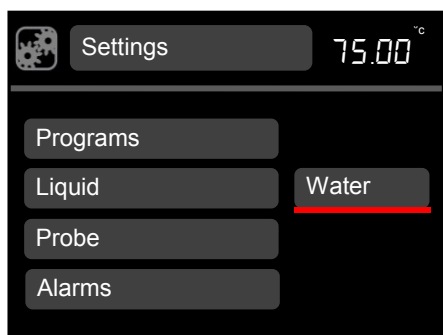 Settings 75.00 °c
Programs
Liquid Water
Probe
Alarms